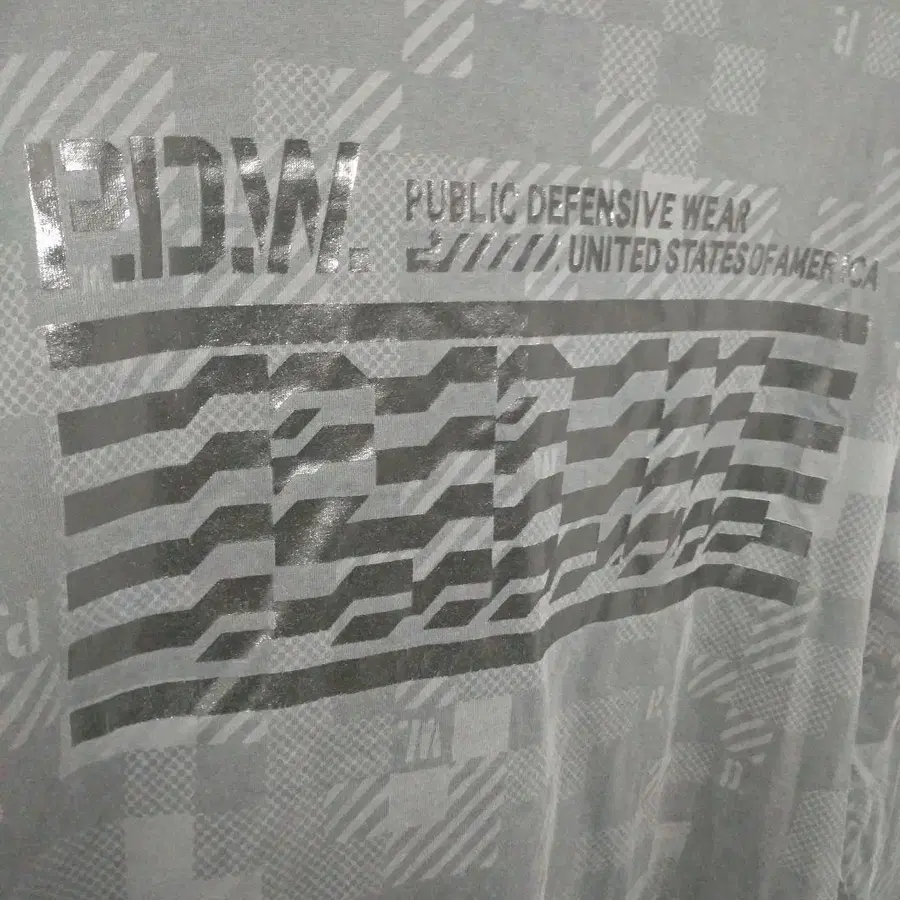 P.D.W.
PUBLIC DEFENSIVE WEAR
UNITED STATES OF AMERICA